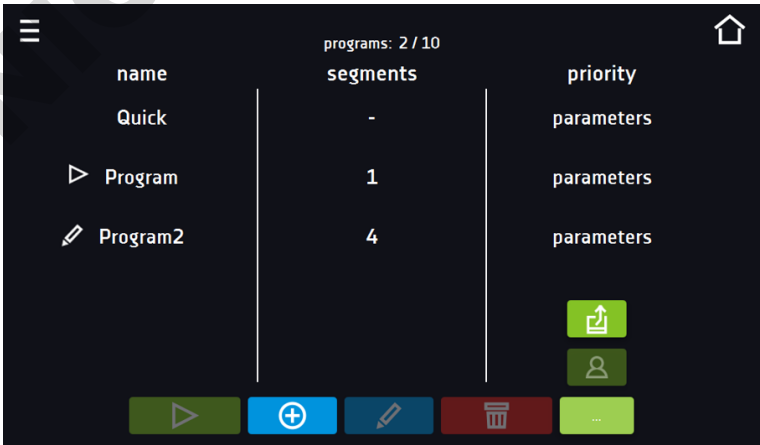 programs: 2 / 10
name segments priority
Quick - parameters
Program 1 parameters
Program2 4 parameters
...